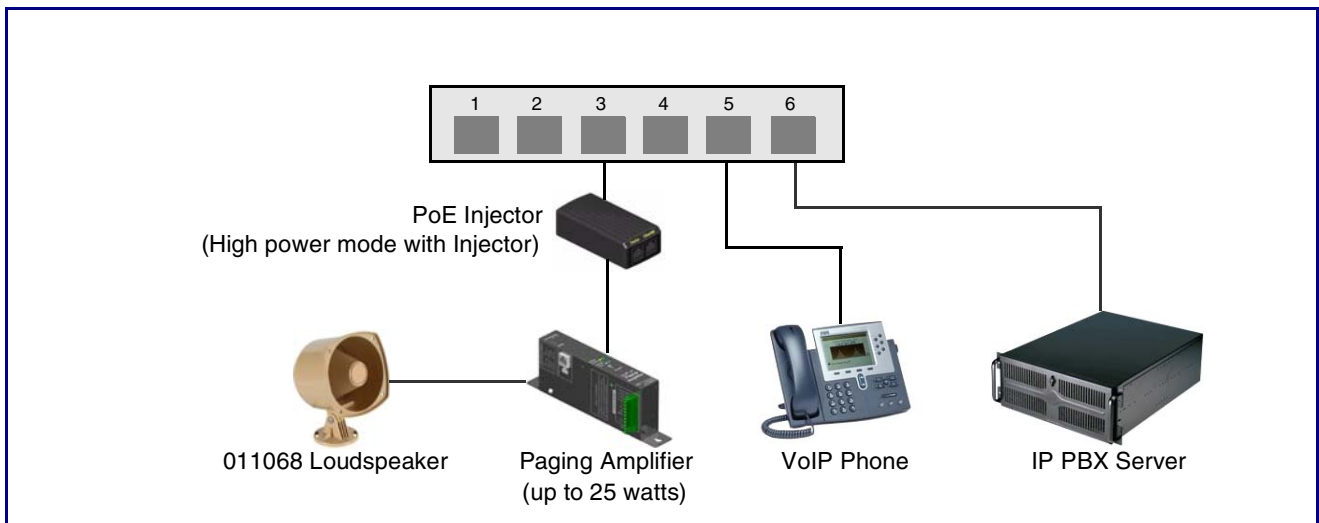 1 2 3 4 5 6
PoE Injector
(High power mode with Injector)
011068 Loudspeaker
Paging Amplifier
(up to 25 watts)
VoIP Phone
IP PBX Server